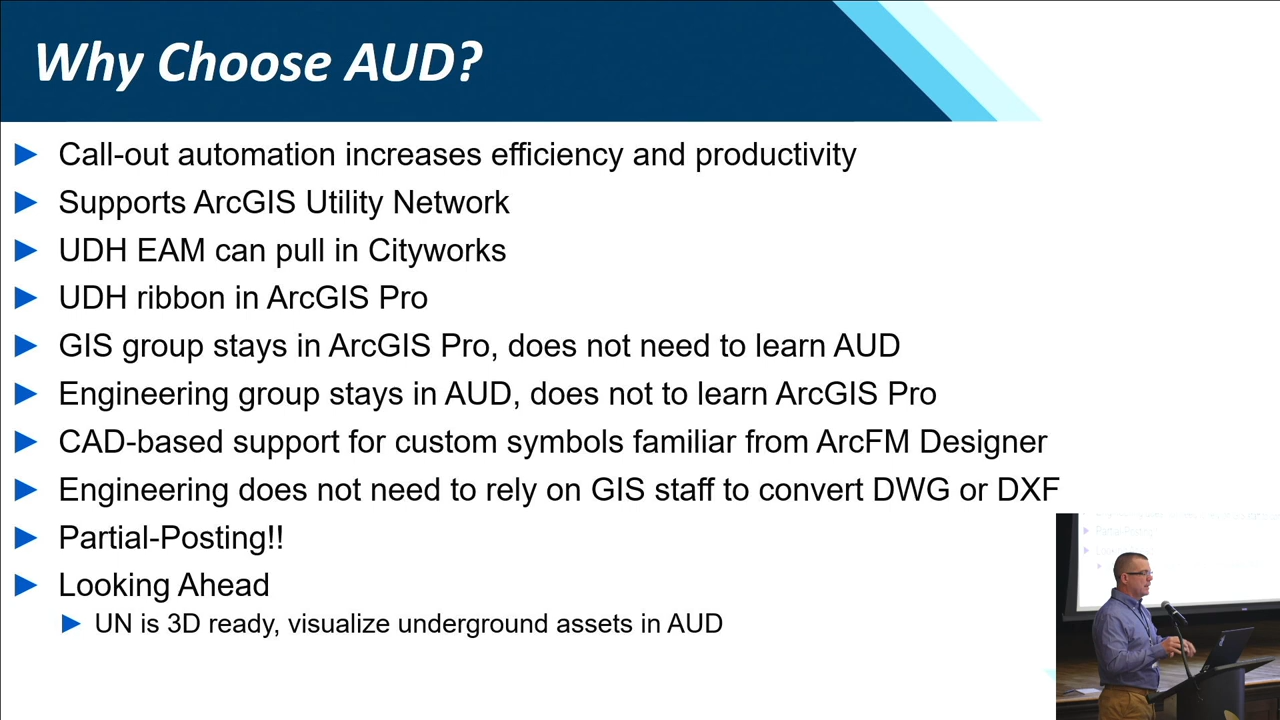 Why Choose AUD?
Call-out automation increases efficiency and productivity
Supports ArcGIS Utility Network
UDH EAM can pull in Cityworks
UDH ribbon in ArcGIS Pro
GIS group stays in ArcGIS Pro, does not need to learn AUD
Engineering group stays in AUD, does not to learn ArcGIS Pro
CAD-based support for custom symbols familiar from ArcFM Designer
Engineering does not need to rely on GIS staff to convert DWG or DXF
Partial-Posting!!
Looking Ahead
UN is 3D ready, visualize underground assets in AUD